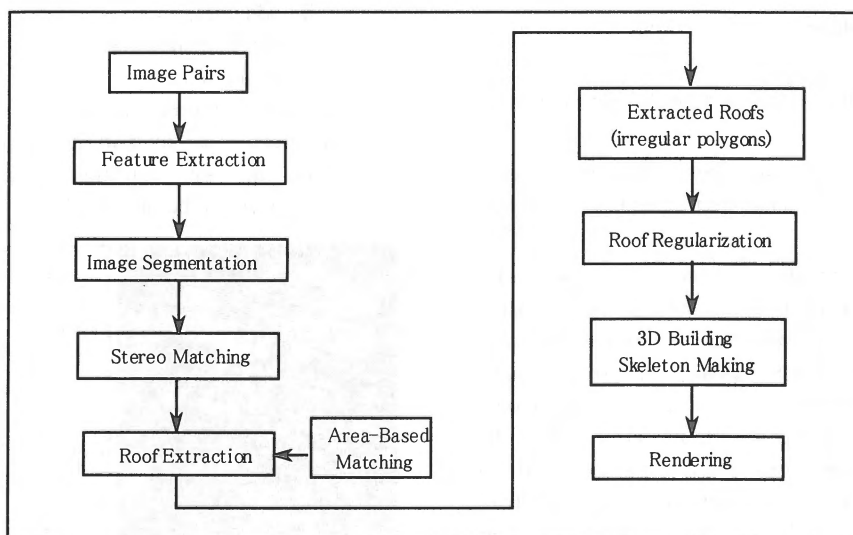 Image Pairs
Feature Extraction
Image Segmentation
Stereo Matching
Roof Extraction
Area-Based
Matching
Extracted Roofs
(irregular polygons)
Roof Regularization
3D Building
Skeleton Making
Rendering